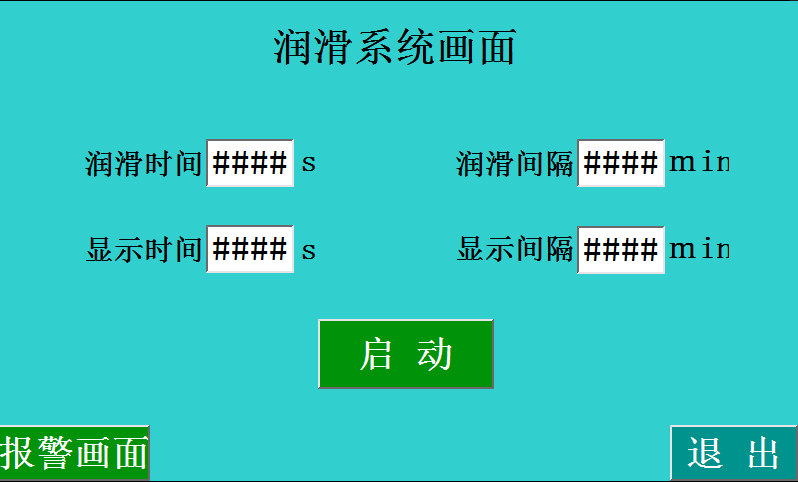 润滑系统画面
润滑时间 #### s 润滑间隔 #### min
显示时间 #### s 显示间隔 #### min
启 动
报警画面 退 出